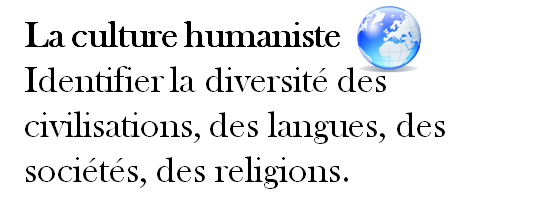 La culture humaniste
Identifier la diversité des
civilisations, des langues, des
sociétés, des religions.